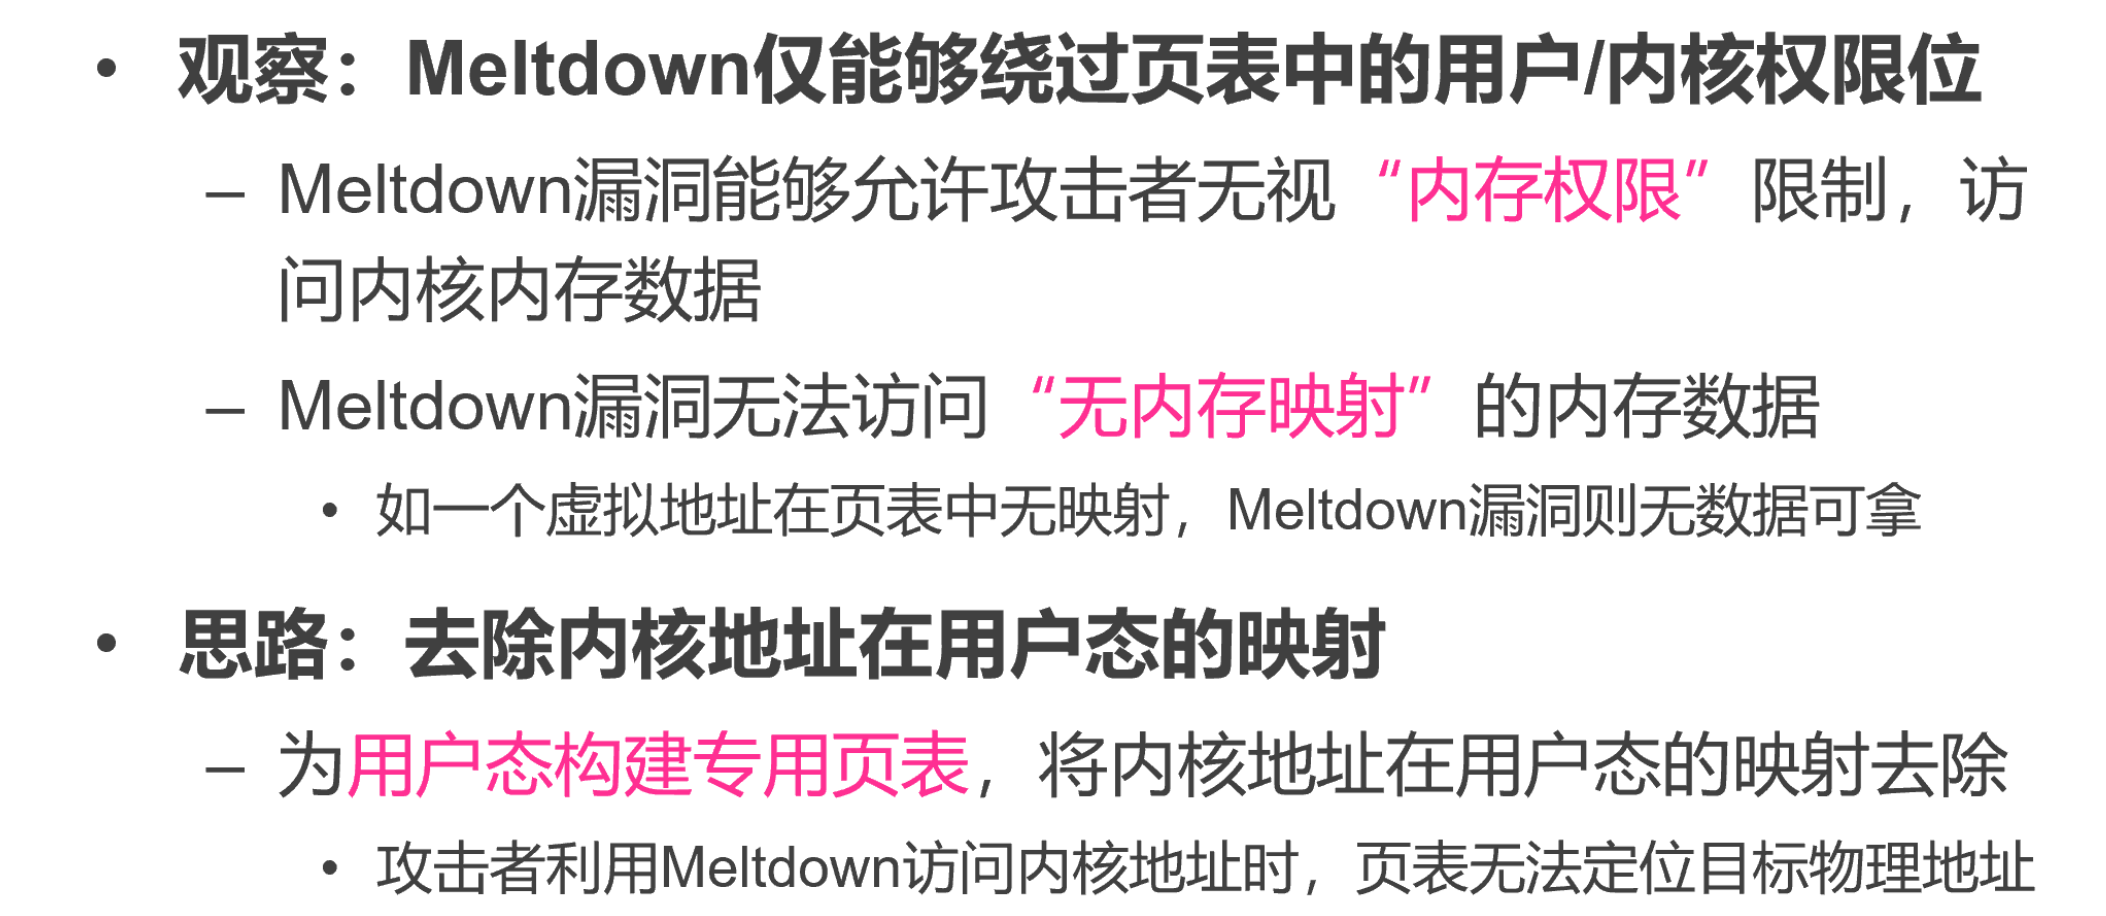 • 观察：Meltdown仅能够绕过页表中的用户/内核权限位
– Meltdown漏洞能够允许攻击者无视“内存权限”限制，访
问内核内存数据
– Meltdown漏洞无法访问“无内存映射”的内存数据
• 如一个虚拟地址在页表中无映射，Meltdown漏洞则无数据可拿
• 思路：去除内核地址在用户态的映射
– 为用户态构建专用页表，将内核地址在用户态的映射去除
• 攻击者利用Meltdown访问内核地址时，页表无法定位目标物理地址